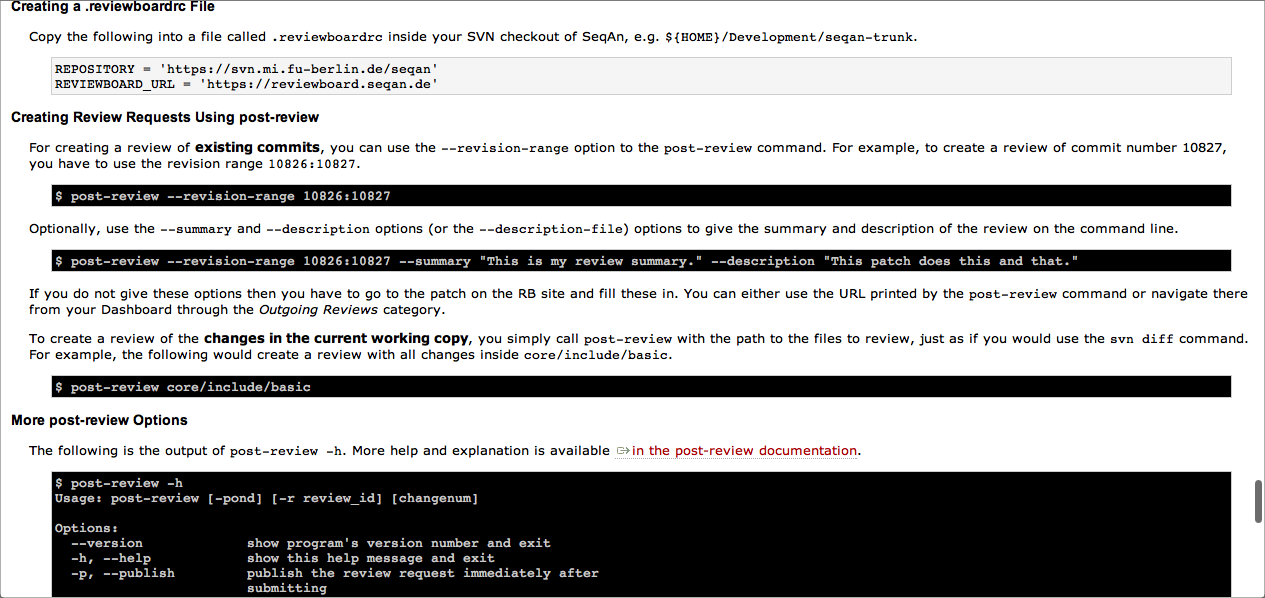 Creating a .reviewboardrc File
Copy the following into a file called .reviewboardrc inside your SVN checkout of SeqAn, e.g. ${HOME}/Development/seqan-trunk.
REPOSITORY = 'https://svn.mi.fu-berlin.de/seqan'
REVIEWBOARD_URL = 'https://reviewboard.seqan.de'
Creating Review Requests Using post-review
For creating a review of existing commits, you can use the --revision-range option to the post-review command. For example, to create a review of commit number 10827,
you have to use the revision range 10826:10827.
$ post-review --revision-range 10826:10827
Optionally, use the --summary and --description options (or the --description-file) options to give the summary and description of the review on the command line.
$ post-review --revision-range 10826:10827 --summary "This is my review summary." --description "This patch does this and that."
If you do not give these options then you have to go to the patch on the RB site and fill these in. You can either use the URL printed by the post-review command or navigate there
from your Dashboard through the Outgoing Reviews category.
To create a review of the changes in the current working copy, you simply call post-review with the path to the files to review, just as if you would use the svn diff command.
For example, the following would create a review with all changes inside core/include/basic.
$ post-review core/include/basic
More post-review Options
The following is the output of post-review -h. More help and explanation is available in the post-review documentation.
$ post-review -h
Usage: post-review [-pond] [-r review_id] [changenum]
Options:
--version show program's version number and exit
-h, --help show this help message and exit
-p, --publish publish the review request immediately after
submitting